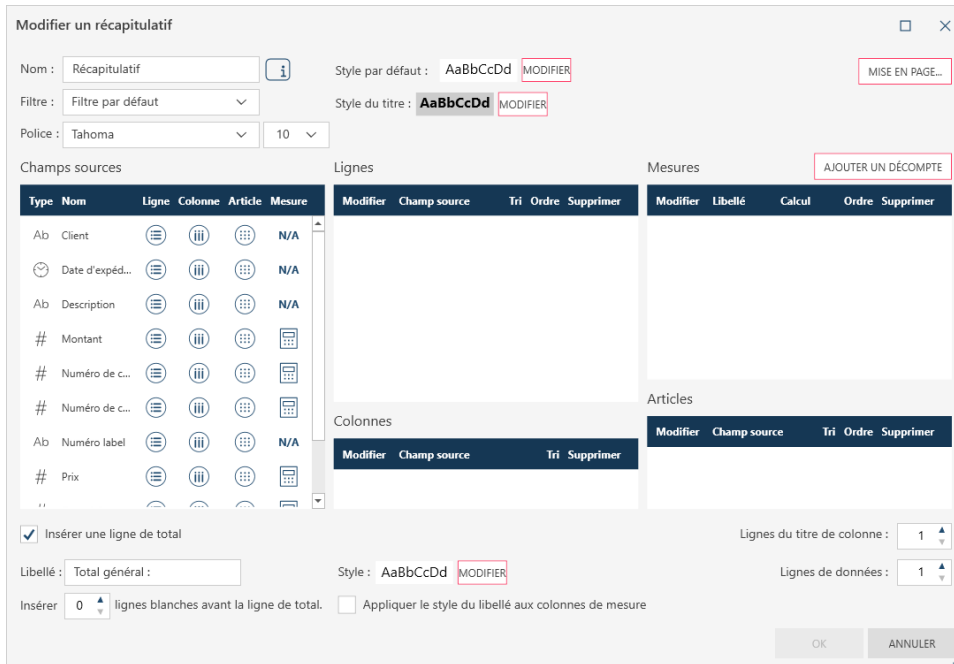 Modifier un récapitulatif
Nom : Récapitulatif i Style par défaut : AaBbCcDd MODIFIER MISE EN PAGE...
Filtre : Filtre par défaut Style du titre : AaBbCcDd MODIFIER
Police : Tahoma 10
Champs sources Lignes Mesures AJOUTER UN DÉCOMPTE
Type Nom Ligne Colonne Article Mesure Modifier Champ source Tri Ordre Supprimer Modifier Libellé Calcul Ordre Supprimer
Ab Client N/A
Date d'expéd... N/A
Ab Description N/A
# Montant
# Numéro de c...
# Numéro de c...
Articles
Colonnes
Modifier Champ source Tri Ordre Supprimer
Ab Numéro label N/A
Modifier Champ source Tri Supprimer
# Prix
Insérer une ligne de total Lignes du titre de colonne : 1
Libellé : Total général : Style : AaBbCcDd MODIFIER Lignes de données : 1
Insérer 0 lignes blanches avant la ligne de total. Appliquer le style du libellé aux colonnes de mesure
OK ANNULER